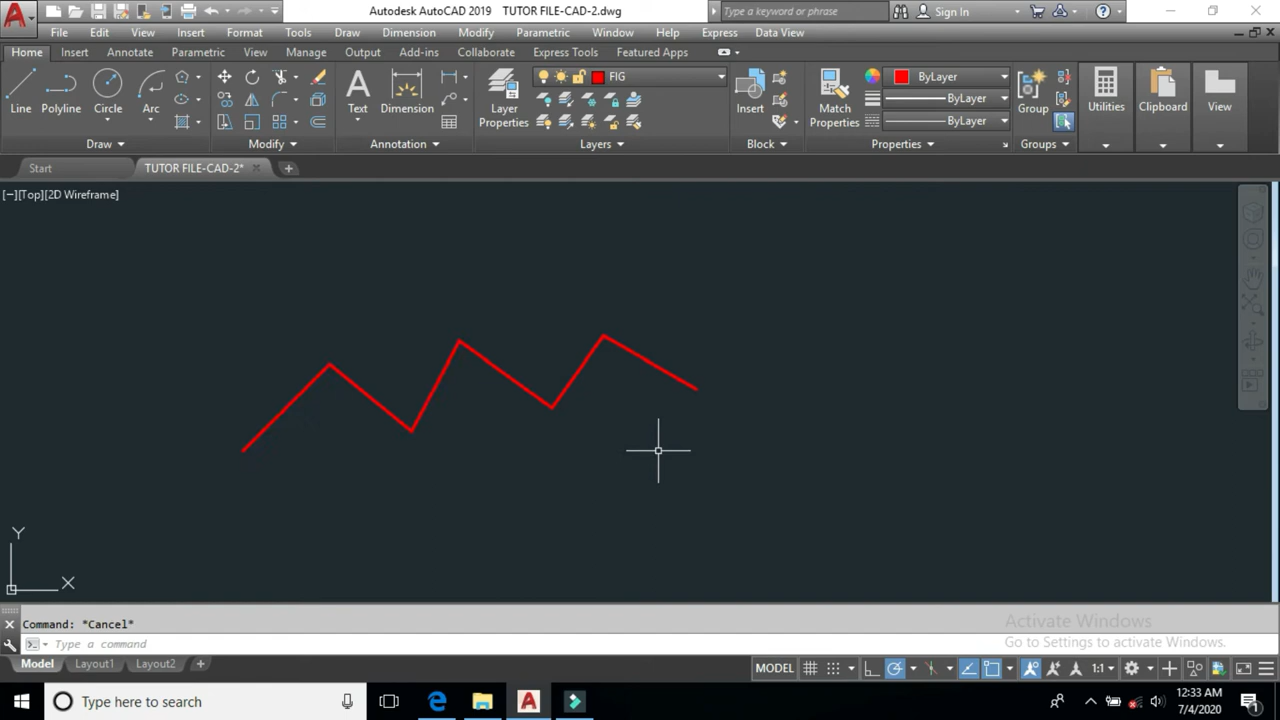 Autodesk AutoCAD 2019 TUTOR FILE-CAD-2.dwg
Type a keyword or phrase
Sign In
File Edit View Insert Format Tools Draw Dimension Modify Parametric Window Help Express Data View
Home Insert Annotate Parametric View Manage Output Add-ins Collaborate Express Tools Featured Apps
FIG
ByLayer
ByLayer
ByLayer
Line Polyline Circle Arc Text Dimension Layer Properties Insert Match Properties Group Utilities Clipboard View
Draw Modify Annotation Layers Block Properties Groups
Start TUTOR FILE-CAD-2*
[−][Top][2D Wireframe]
Y
X
Command: *Cancel*
Type a command
Activate Windows
Go to Settings to activate Windows.
Model Layout1 Layout2
MODEL 1:1
Type here to search
12:33 AM
7/4/2020
1